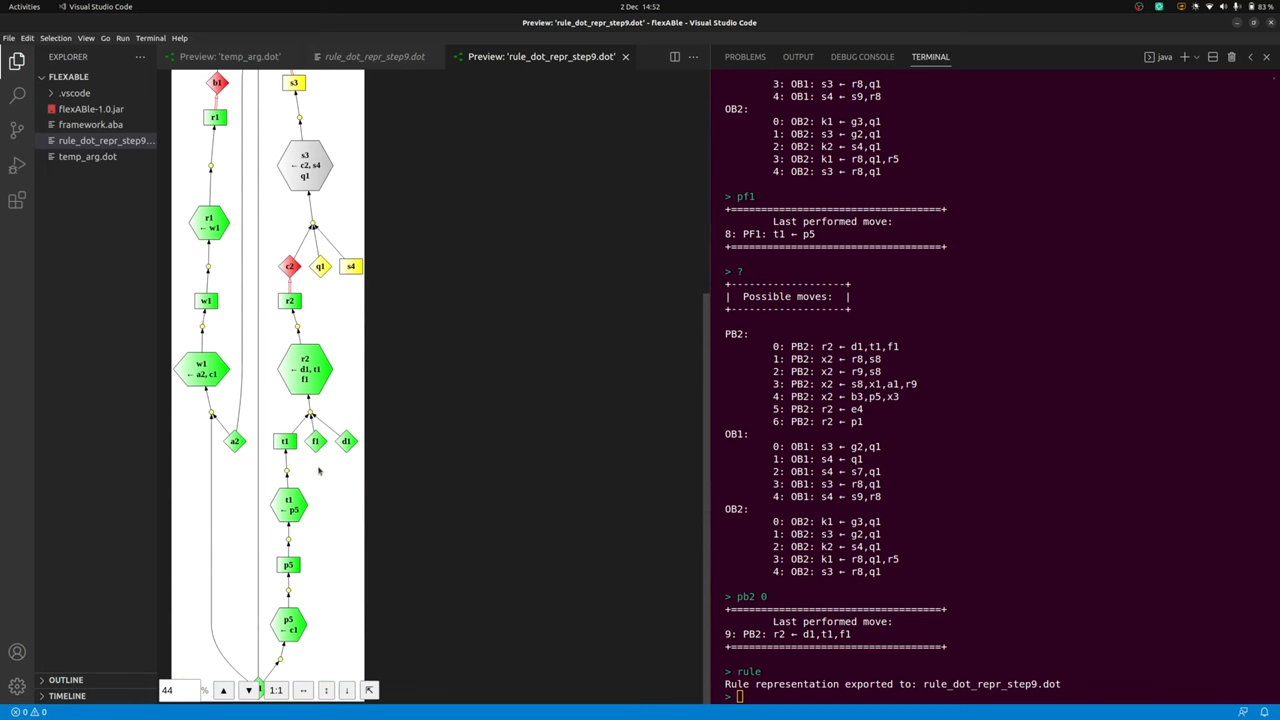 Activities
Visual Studio Code
2 Dec 14:52
83 %
Preview: 'rule_dot_repr_step9.dot' - flexABle - Visual Studio Code
File Edit Selection View Go Run Terminal Help
EXPLORER
FLEXABLE
.vscode
flexABle-1.0.jar
framework.aba
rule_dot_repr_step9...
temp_arg.dot
OUTLINE
TIMELINE
0 0
Preview: 'temp_arg.dot'
rule_dot_repr_step9.dot
Preview: 'rule_dot_repr_step9.dot'
b1
s3
r1
s3
← c2, s4
q1
r1
← w1
c2
q1
s4
w1
r2
r2
← d1, t1
f1
w1
← a2, c1
a2
t1
f1
d1
t1
← p5
p5
p5
← c1
44
%
1:1
PROBLEMS
OUTPUT
DEBUG CONSOLE
TERMINAL
java
3: OB1: s3 ← r8,q1
4: OB1: s4 ← s9,r8
OB2:
0: OB2: k1 ← g3,q1
1: OB2: s3 ← g2,q1
2: OB2: k2 ← s4,q1
3: OB2: k1 ← r8,q1,r5
4: OB2: s3 ← r8,q1
> pf1
+===================================+
Last performed move:
8: PF1: t1 ← p5
+===================================+
> ?
+------------------+
| Possible moves: |
+------------------+
PB2:
0: PB2: r2 ← d1,t1,f1
1: PB2: x2 ← r8,s8
2: PB2: x2 ← r9,s8
3: PB2: x2 ← s8,x1,a1,r9
4: PB2: x2 ← b3,p5,x3
5: PB2: r2 ← e4
6: PB2: r2 ← p1
OB1:
0: OB1: s3 ← g2,q1
1: OB1: s4 ← q1
2: OB1: s4 ← s7,q1
3: OB1: s3 ← r8,q1
4: OB1: s4 ← s9,r8
OB2:
0: OB2: k1 ← g3,q1
1: OB2: s3 ← g2,q1
2: OB2: k2 ← s4,q1
3: OB2: k1 ← r8,q1,r5
4: OB2: s3 ← r8,q1
> pb2 0
+===================================+
Last performed move:
9: PB2: r2 ← d1,t1,f1
+===================================+
> rule
Rule representation exported to: rule_dot_repr_step9.dot
>